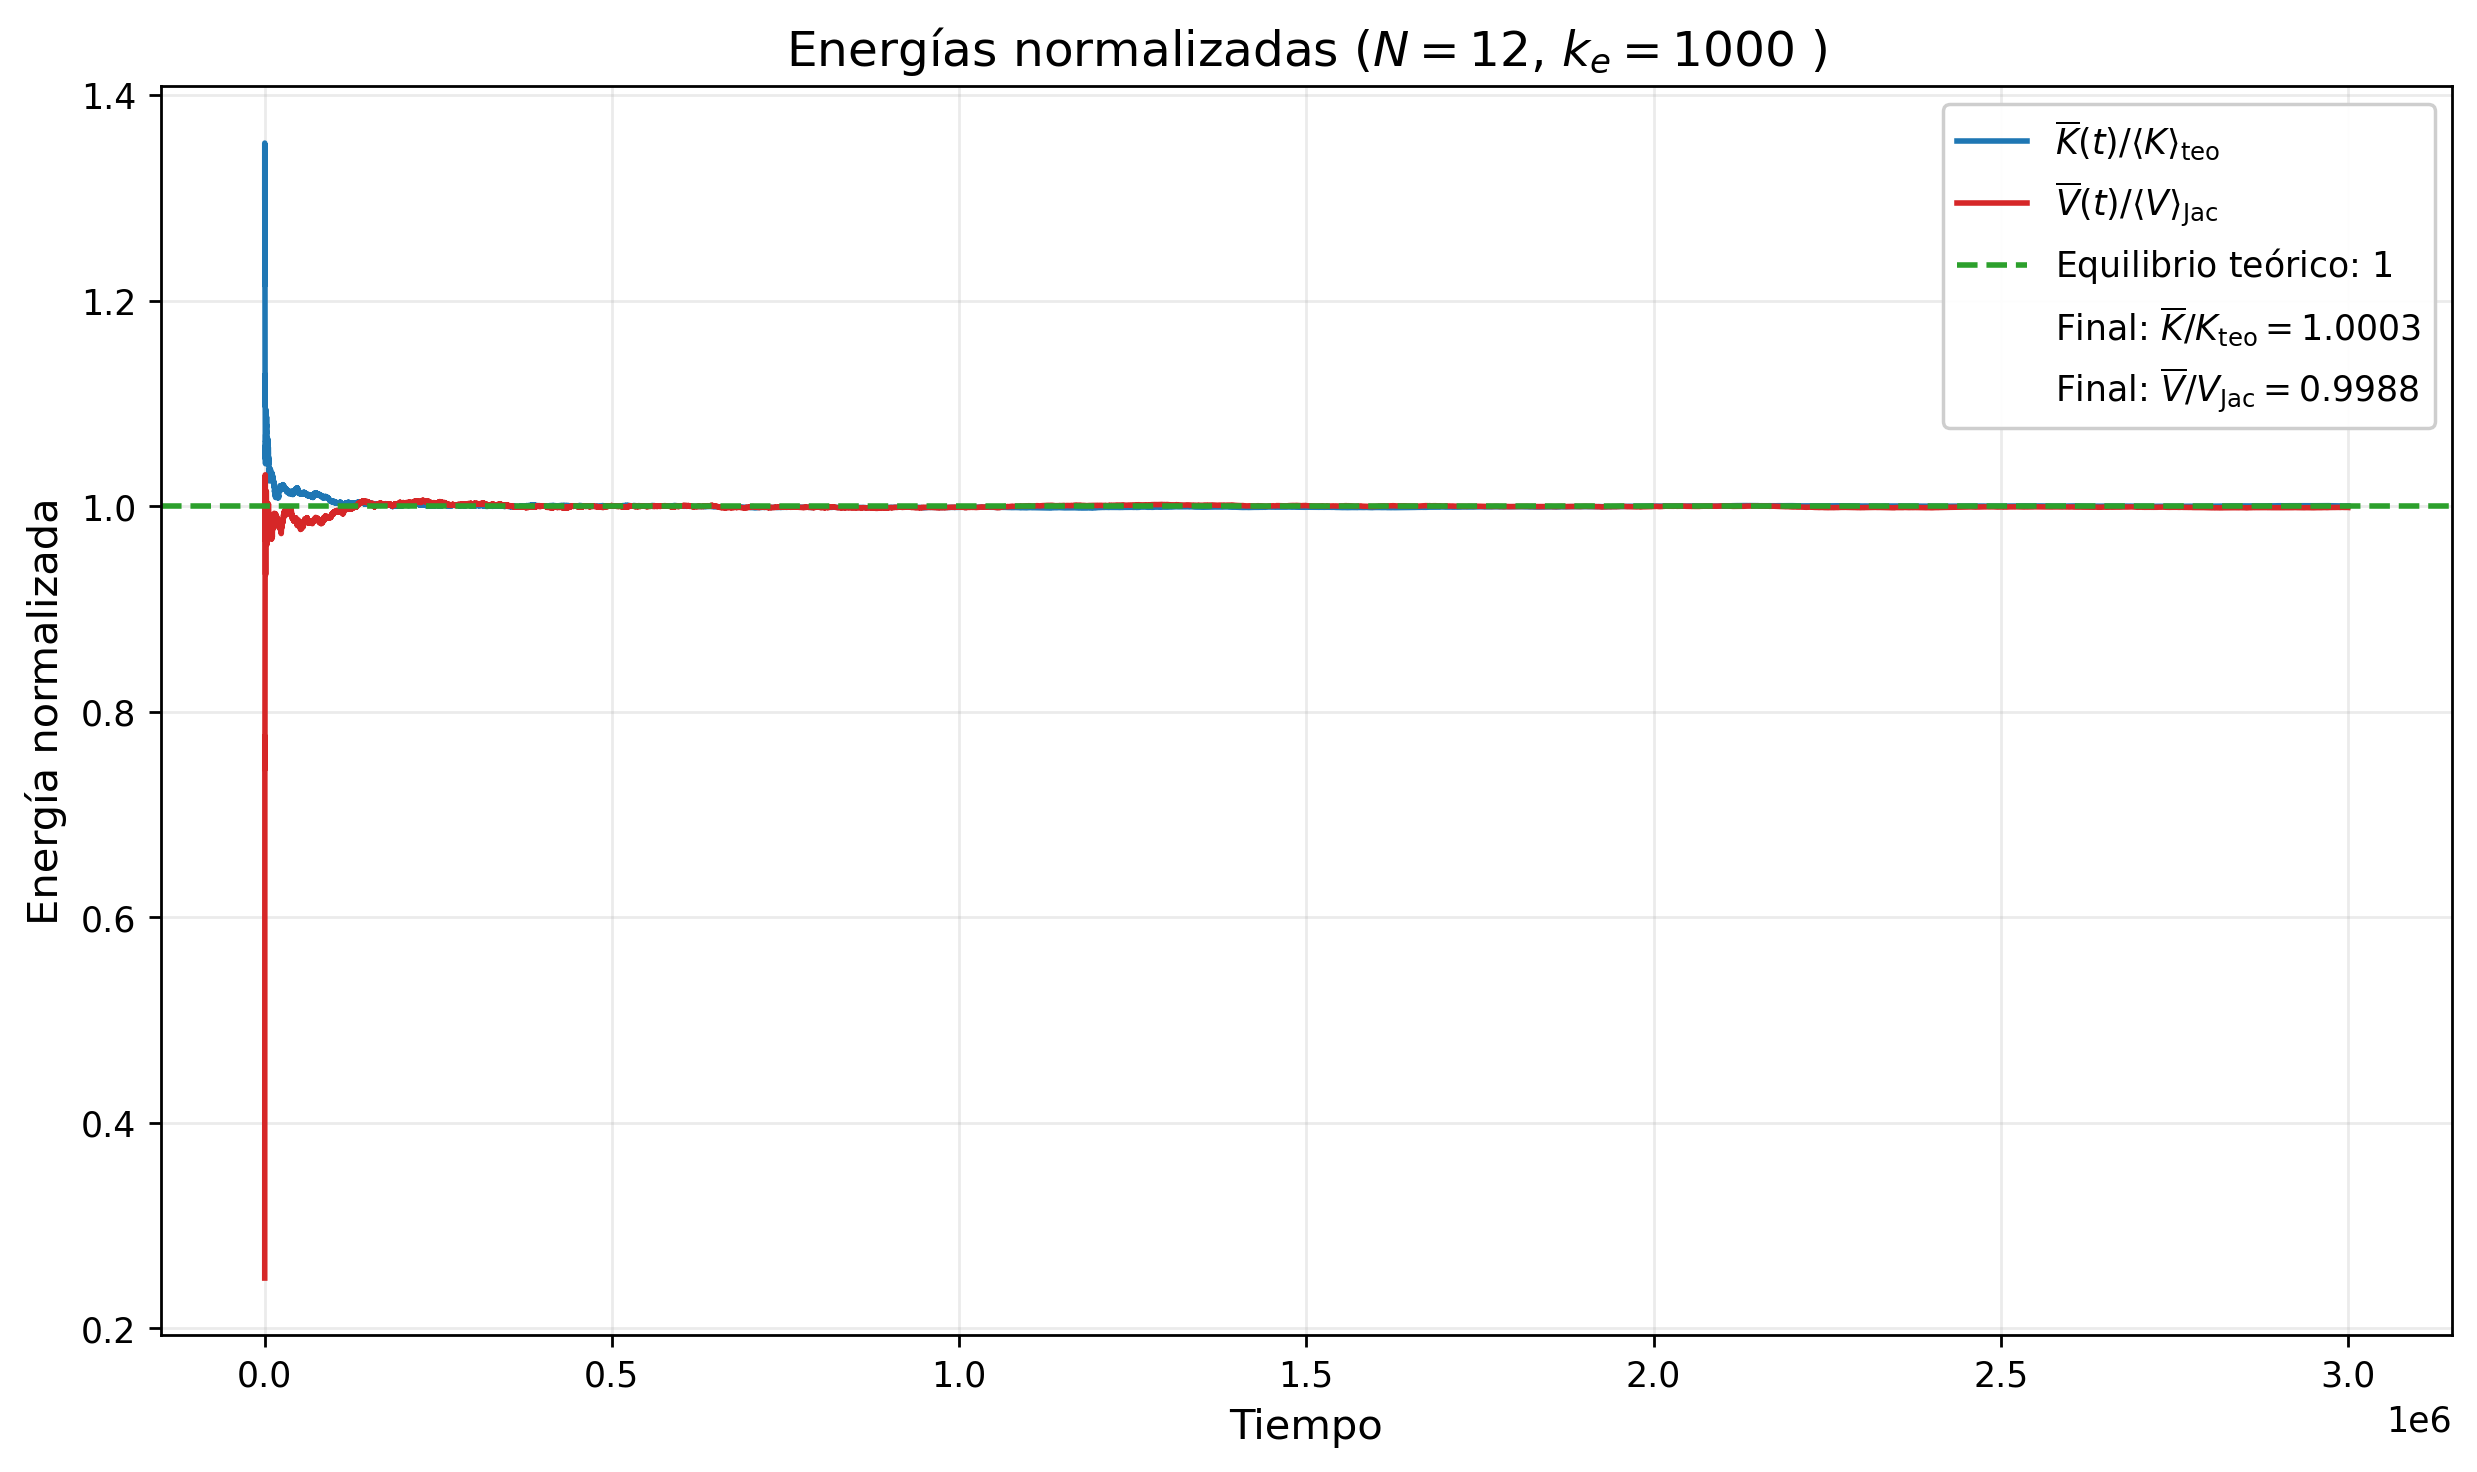 Energías normalizadas (N = 12, kₑ = 1000 )
Energía normalizada
1.4
1.2
1.0
0.8
0.6
0.4
0.2
K̅(t)/⟨K⟩teo
V̅(t)/⟨V⟩Jac
Equilibrio teórico: 1
Final: K̅/Kteo = 1.0003
Final: V̅/VJac = 0.9988
0.0 0.5 1.0 1.5 2.0 2.5 3.0
1e6
Tiempo